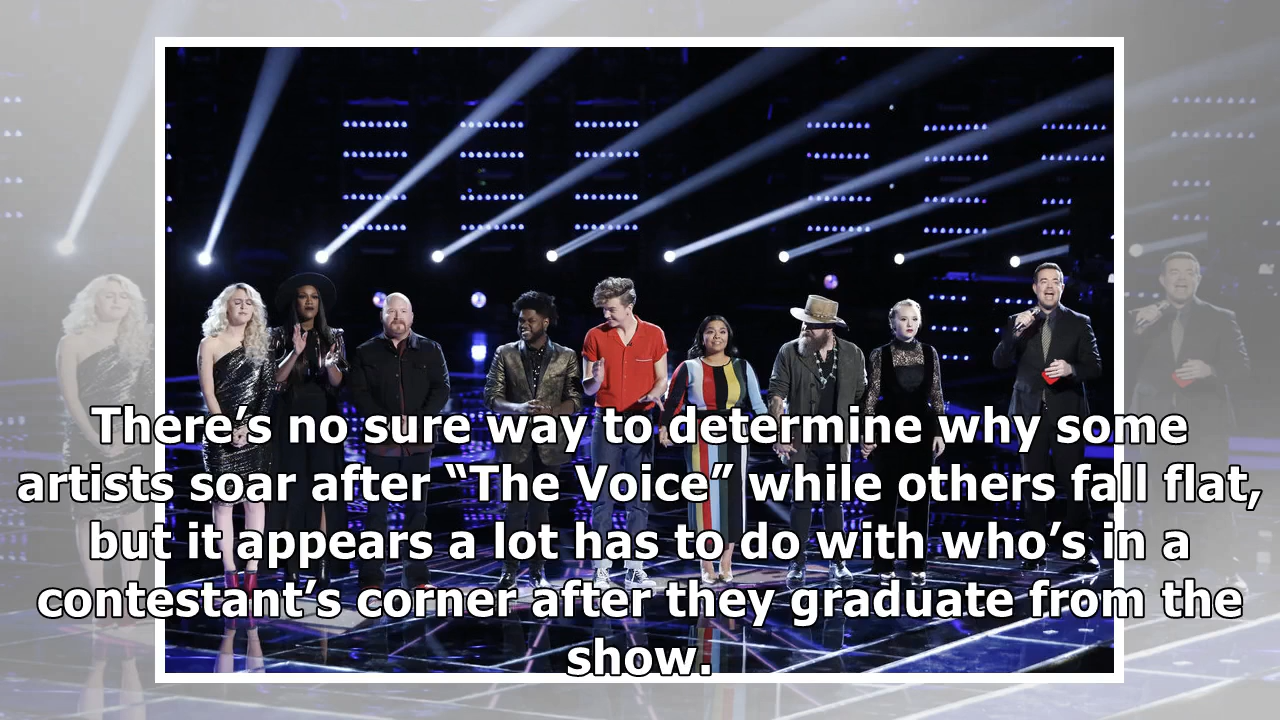 There’s no sure way to determine why some
artists soar after “The Voice” while others fall flat,
but it appears a lot has to do with who’s in a
contestant’s corner after they graduate from the
show.